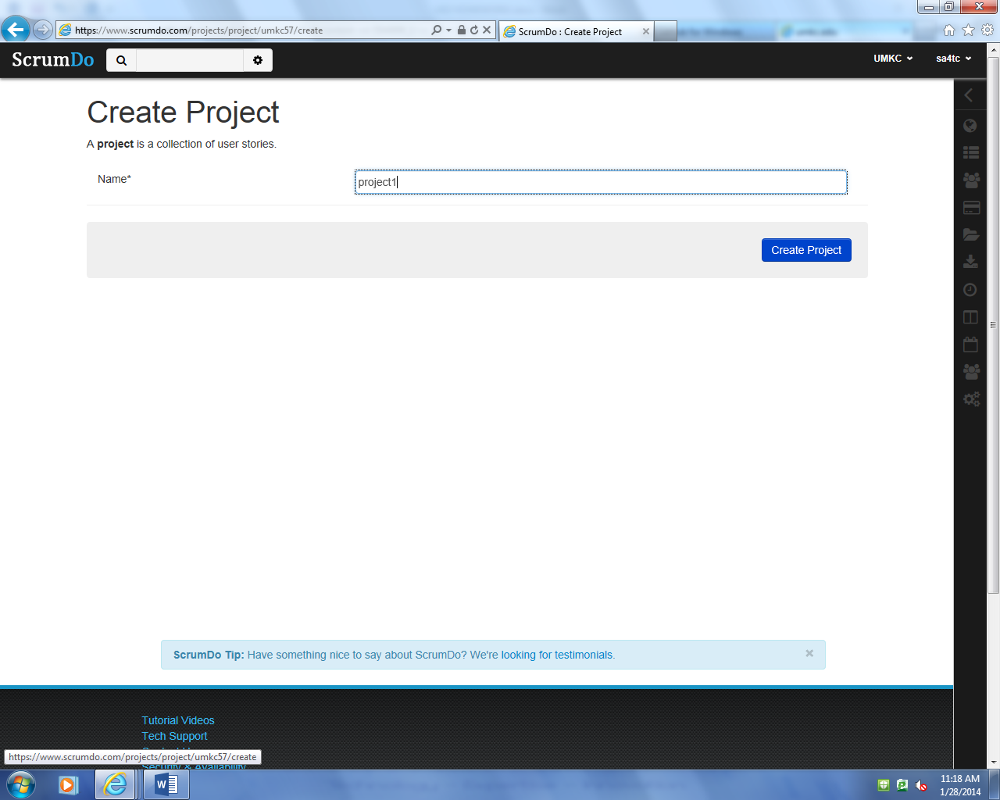 https://www.scrumdo.com/projects/project/umkc57/create
ScrumDo : Create Project
ScrumDo
UMKC
sa4tc
Create Project
A project is a collection of user stories.
Name*
project1
Create Project
ScrumDo Tip: Have something nice to say about ScrumDo? We're looking for testimonials.
Tutorial Videos
Tech Support
https://www.scrumdo.com/projects/project/umkc57/create
Security & Availability
11:18 AM
1/28/2014